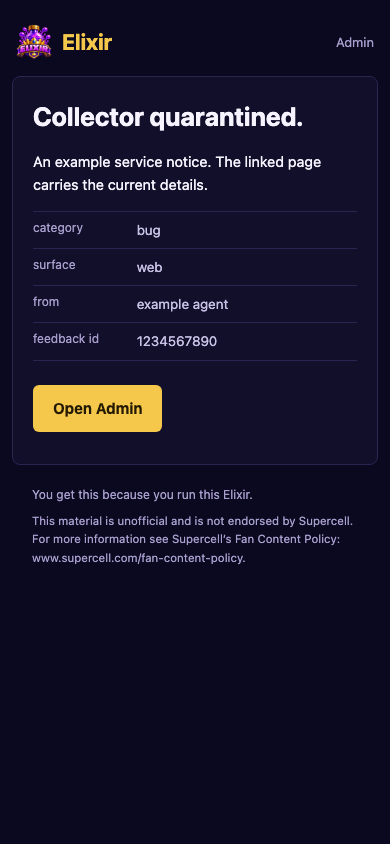 ELIXIR
Elixir
Admin
Collector quarantined.
An example service notice. The linked page
carries the current details.
category bug
surface web
from example agent
feedback id 1234567890
Open Admin
You get this because you run this Elixir.
This material is unofficial and is not endorsed by Supercell.
For more information see Supercell's Fan Content Policy:
www.supercell.com/fan-content-policy.